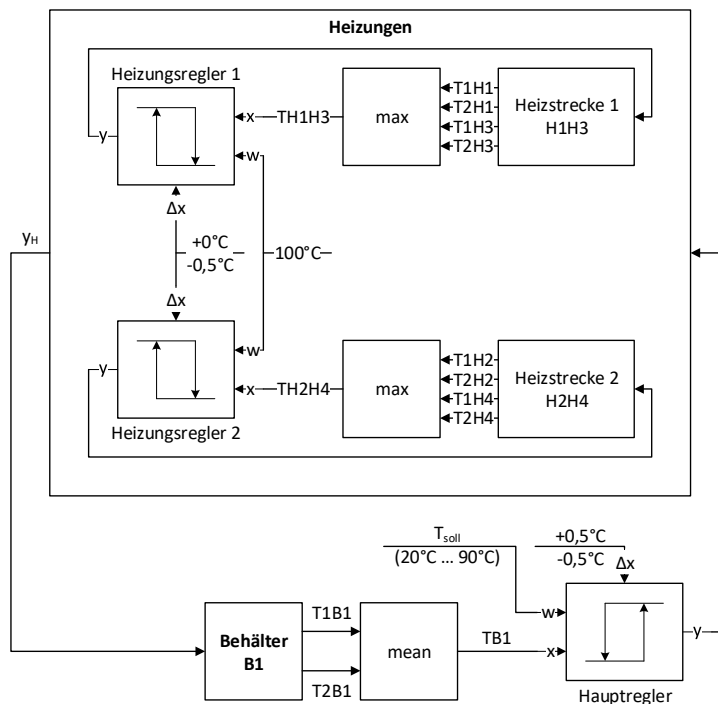 Heizungen
Heizungsregler 1
y
x
TH1H3
w
Δx
max
T1H1
T2H1
T1H3
T2H3
Heizstrecke 1
H1H3
yH
+0°C
-0,5°C
100°C
Δx
y
w
x
TH2H4
Heizungsregler 2
max
T1H2
T2H2
T1H4
T2H4
Heizstrecke 2
H2H4
Tsoll
(20°C ... 90°C)
+0,5°C
-0,5°C
Δx
Behälter
B1
T1B1
T2B1
mean
TB1
w
x
y
Hauptregler